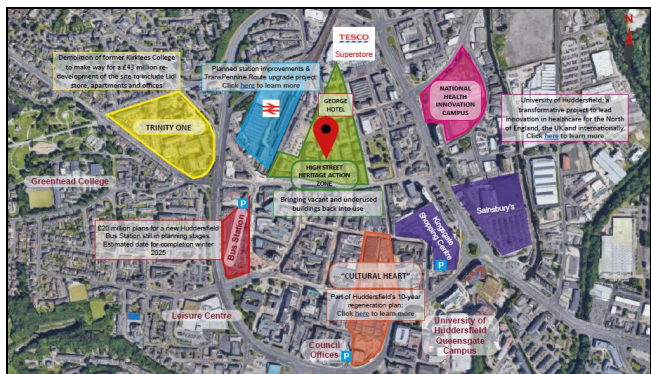 N
TESCO
Superstore
Demolition of former Kirklees College
to make way for a £43 million re-
development of the site to include Lidl
store, apartments and offices
Planned station improvements &
TransPennine Route upgrade project:
Click here to learn more
GEORGE
HOTEL
NATIONAL
HEALTH
INNOVATION
CAMPUS
University of Huddersfield; a
transformative project to lead
innovation in healthcare for the North
of England, the UK and internationally.
Click here to learn more
TRINITY ONE
HIGH STREET
HERITAGE ACTION
ZONE
Greenhead College
Bringing vacant and underused
buildings back into use
P
Sainsbury's
Kingsgate
Shopping Centre
£20 million plans for a new Huddersfield
Bus Station still in planning stages.
Estimated date for completion winter
2025
Bus Station
P
"CULTURAL HEART"
Part of Huddersfield's 10-year
regeneration plan:
Click here to learn more
Leisure Centre
University of
Huddersfield
Queensgate
Campus
Council
Offices
P